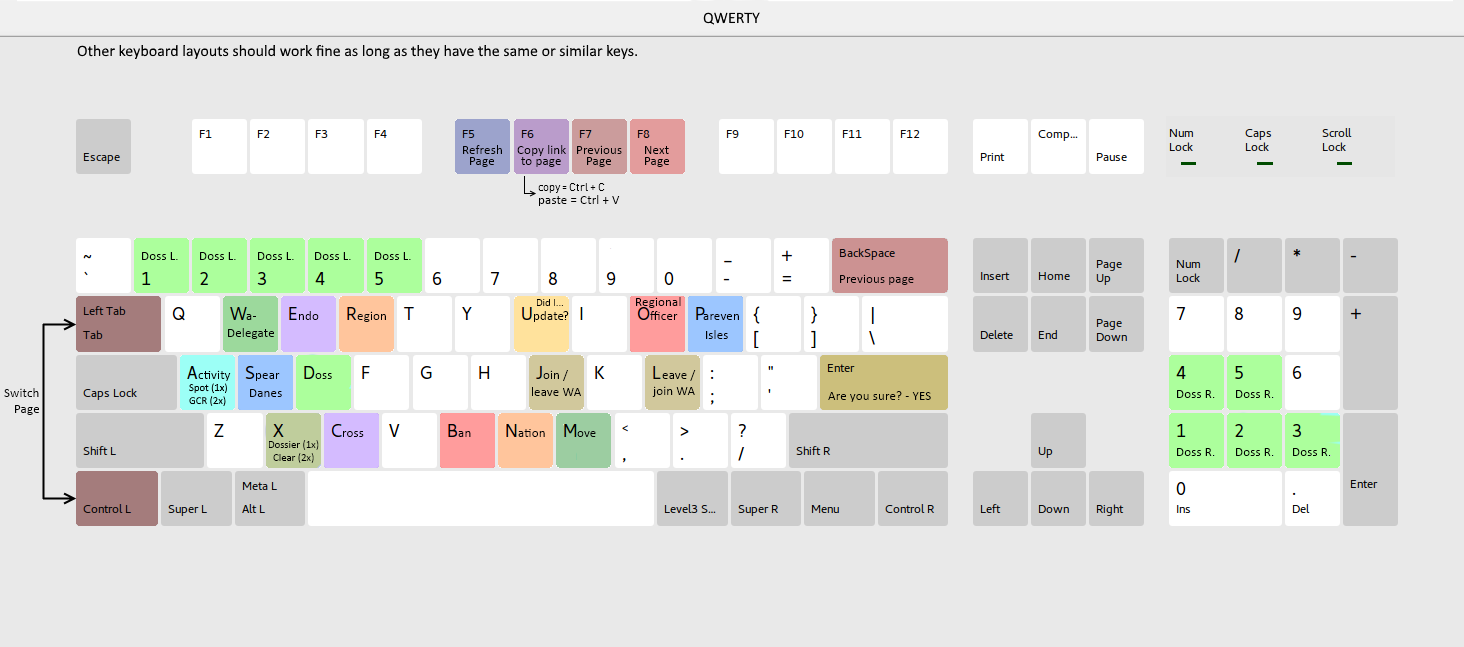 QWERTY
Other keyboard layouts should work fine as long as they have the same or similar keys.
Escape
F1
F2
F3
F4
F5
Refresh
Page
F6
Copy link
to page
F7
Previous
Page
F8
Next
Page
F9
F10
F11
F12
Print
Comp...
Pause
Num
Lock
Caps
Lock
Scroll
Lock
copy = Ctrl + C
paste = Ctrl + V
~
`
Doss L.
1
Doss L.
2
Doss L.
3
Doss L.
4
Doss L.
5
6
7
8
9
0
_
-
+
=
BackSpace
Previous page
Insert
Home
Page
Up
Num
Lock
/
*
-
Left Tab
Tab
Q
Wa-
Delegate
Endo
Region
T
Y
Did I...
Update?
I
Regional
Officer
Pareven
Isles
{
[
}
]
|
\
Delete
End
Page
Down
7
8
9
+
Switch
Page
Caps Lock
Activity
Spot (1x)
GCR (2x)
Spear
Danes
Doss
F
G
H
Join /
leave WA
K
Leave /
join WA
:
;
"
'
Enter
Are you sure? - YES
4
Doss R.
5
Doss R.
6
Shift L
Z
X
Dossier (1x)
Clear (2x)
Cross
V
Ban
Nation
Move
<
,
>
.
?
/
Shift R
Up
1
Doss R.
2
Doss R.
3
Doss R.
Enter
Control L
Super L
Meta L
Alt L
Level3 S...
Super R
Menu
Control R
Left
Down
Right
0
Ins
.
Del